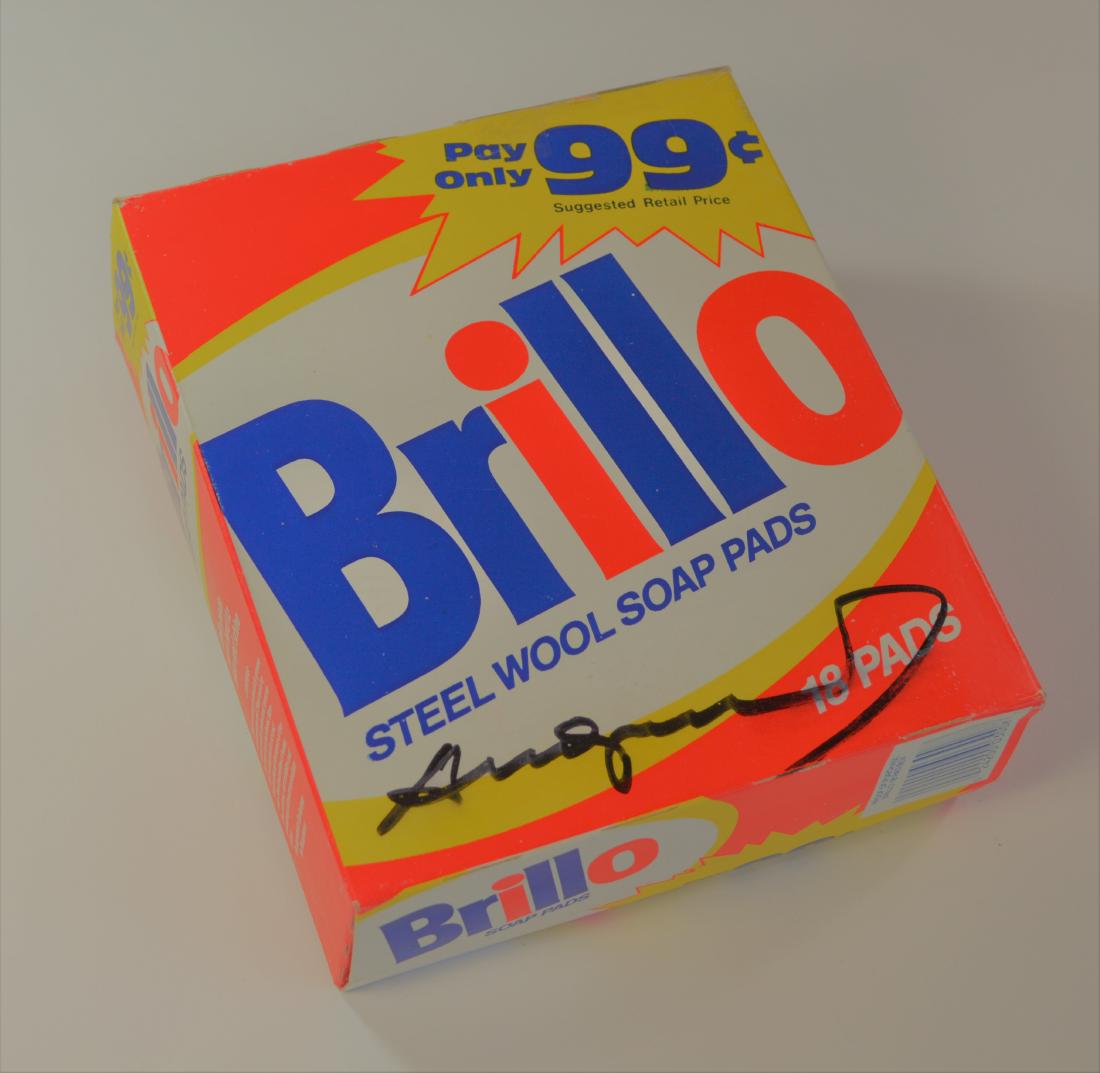 Pay
Only
99¢
Suggested Retail Price
Brillo
STEEL WOOL SOAP PADS
18 PADS
Brillo
SOAP PADS